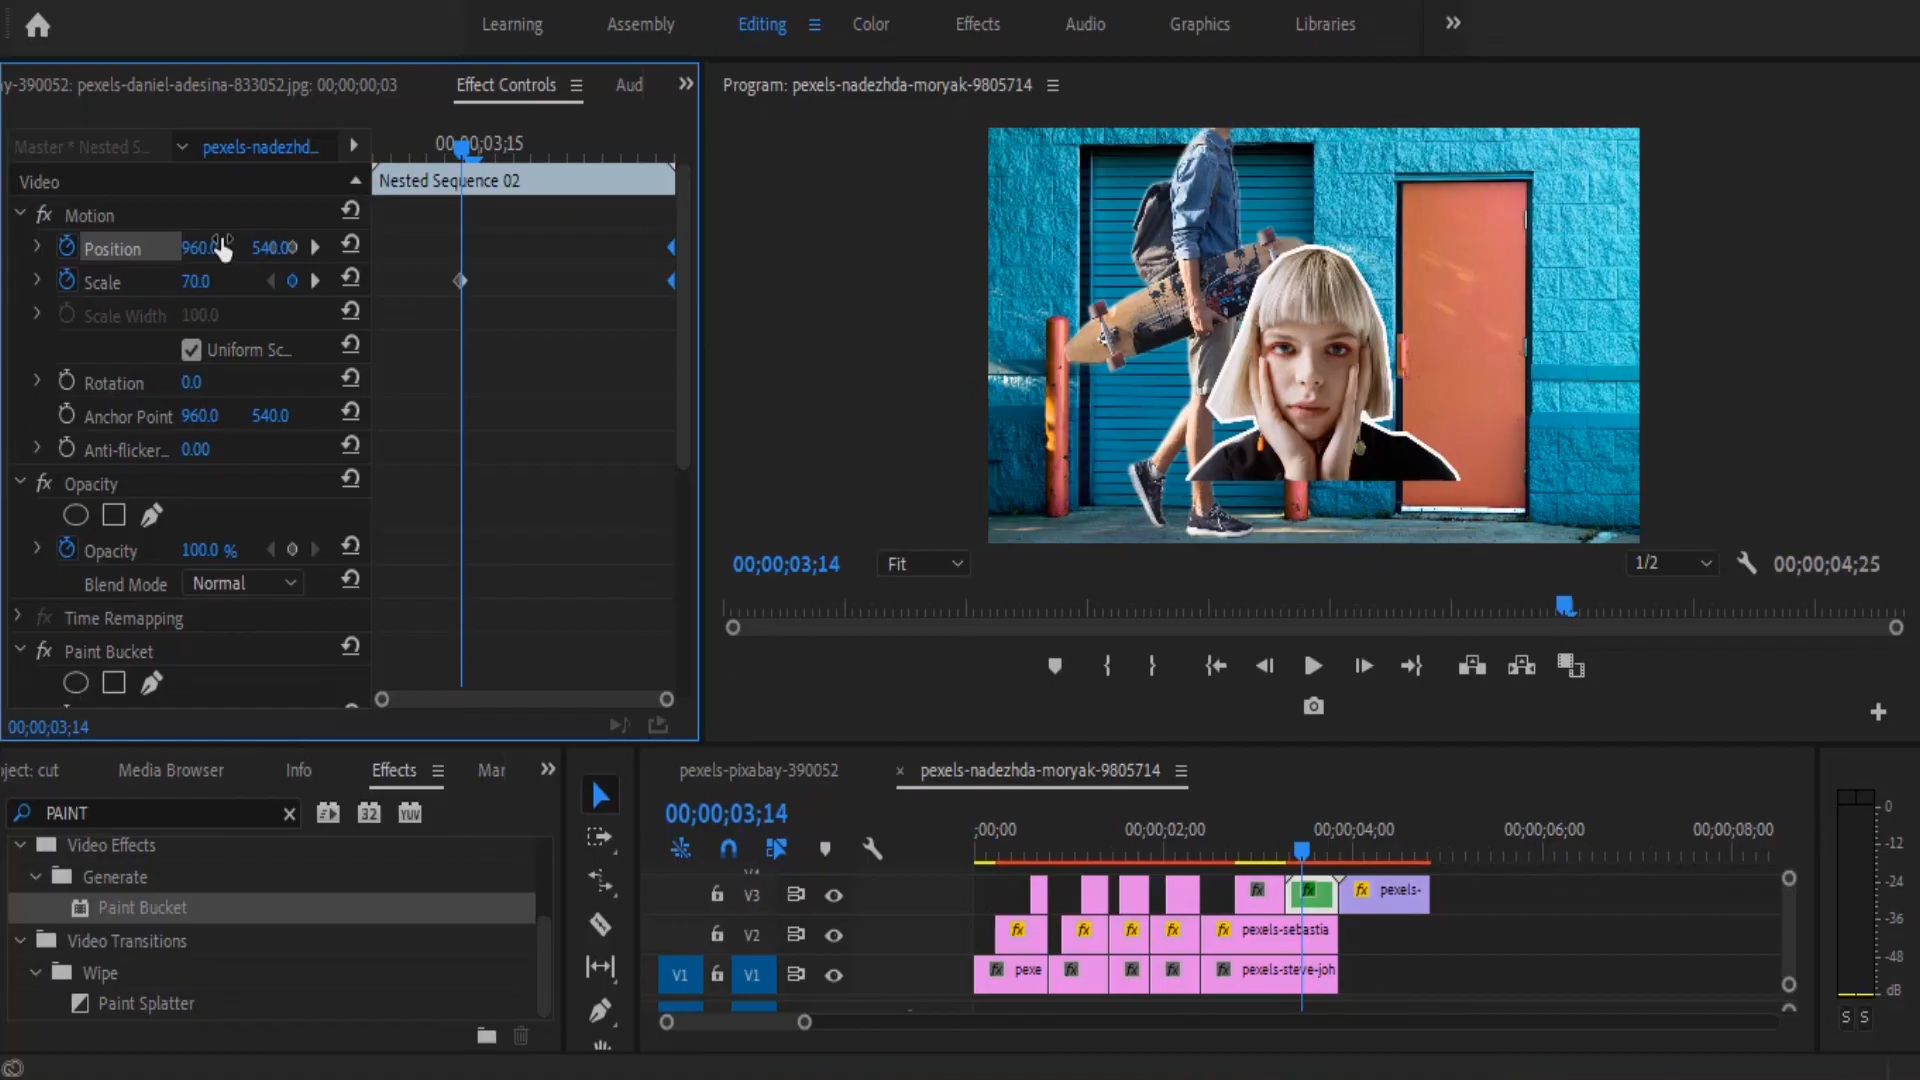 Learning Assembly Editing Color Effects Audio Graphics Libraries
y-390052: pexels-daniel-adesina-833052.jpg: 00;00;00;03 Effect Controls Aud
Program: pexels-nadezhda-moryak-9805714
Master * Nested S... pexels-nadezhd...
00;00;03;15
Video
Nested Sequence 02
Motion
Position 960.0 540.0
Scale 70.0
Scale Width 100.0
Uniform Sc...
Rotation 0.0
Anchor Point 960.0 540.0
Anti-flicker... 0.00
Opacity
Opacity 100.0 %
Blend Mode Normal
Time Remapping
Paint Bucket
00;00;03;14
00;00;03;14 Fit 1/2 00;00;04;25
ject: cut Media Browser Info Effects Mar
PAINT 32 YUV
Video Effects
Generate
Paint Bucket
Video Transitions
Wipe
Paint Splatter
pexels-pixabay-390052 × pexels-nadezhda-moryak-9805714
00;00;03;14
;00;00 00;00;02;00 00;00;04;00 00;00;06;00 00;00;08;00
V3 fx fx fx pexels-
V2 fx fx fx fx fx pexels-sebastia
V1 V1 fx pexe fx fx fx fx pexels-steve-joh
0
-12
-24
-36
-48
dB
S S